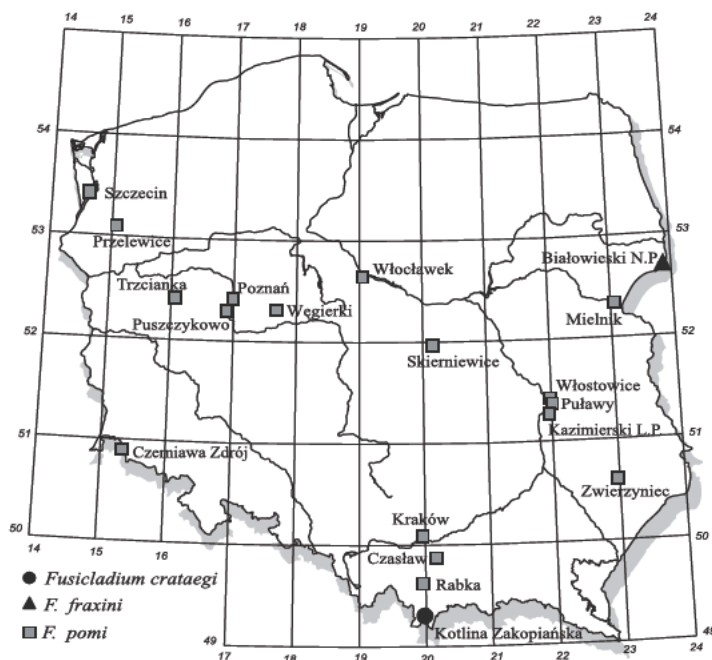 14 15 16 17 18 19 20 21 22 23 24
54 54
Szczecin
53 53
Przelewice
Białowieski N.P
Włocławek
Trzcianka
Poznań
Puszczykowo
Węgierki
Mielnik
52 52
Skierniewice
Włostowice
Puławy
Kazimierski L.P
51 51
Czerniawa Zdrój
Zwierzyniec
50 50
Kraków
14 15 16 23 24
Czasław
Fusicladium crataegi
Rabka
F. fraxini
F. pomi
Kotlina Zakopiańska
49 49
17 18 19 20 21 22 23 24